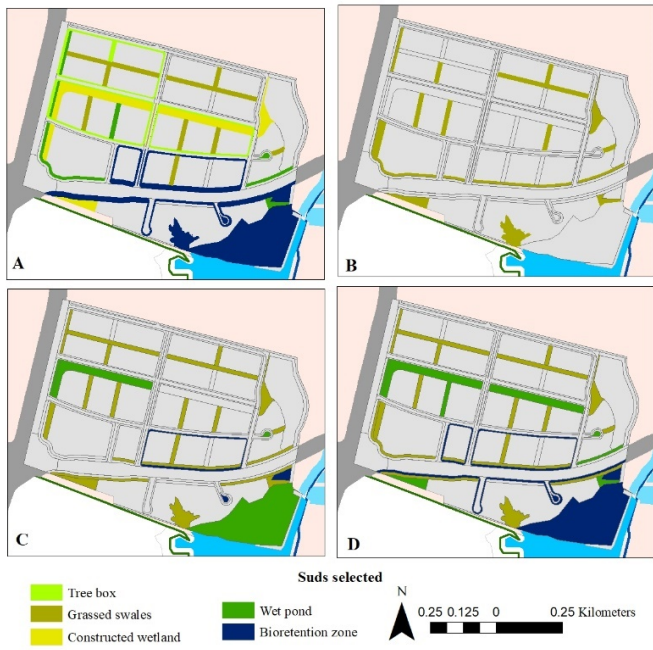 A
B
C
D
Suds selected
Tree box
Grassed swales
Constructed wetland
Wet pond
Bioretention zone
N
0.25 0.125 0 0.25 Kilometers